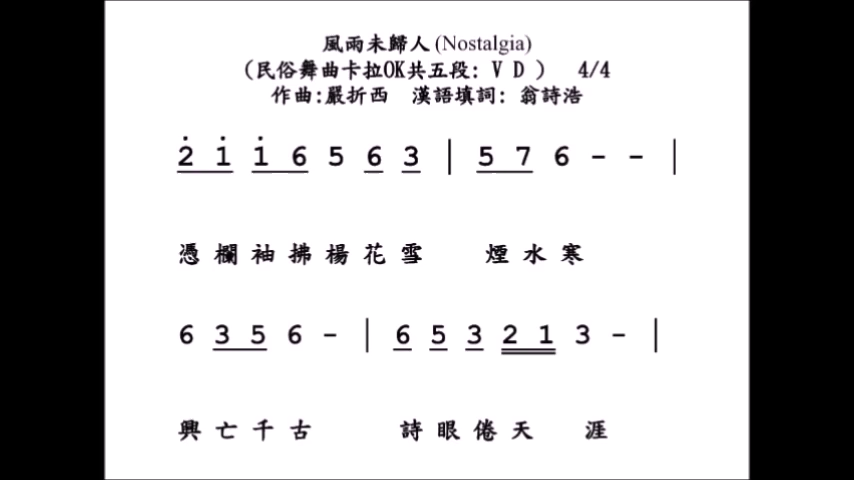 風雨未歸人 (Nostalgia)
(民俗舞曲卡拉OK共五段: V D ) 4/4
作曲:嚴折西 漢語填詞: 翁詩浩
2̇ 1̇ 1̇ 6 5 6 3 | 5 7 6 - - |
憑欄袖拂楊花雪 煙水寒
6 3 5 6 - | 6 5 3 2 1 3 - |
興亡千古 詩眼倦天 涯